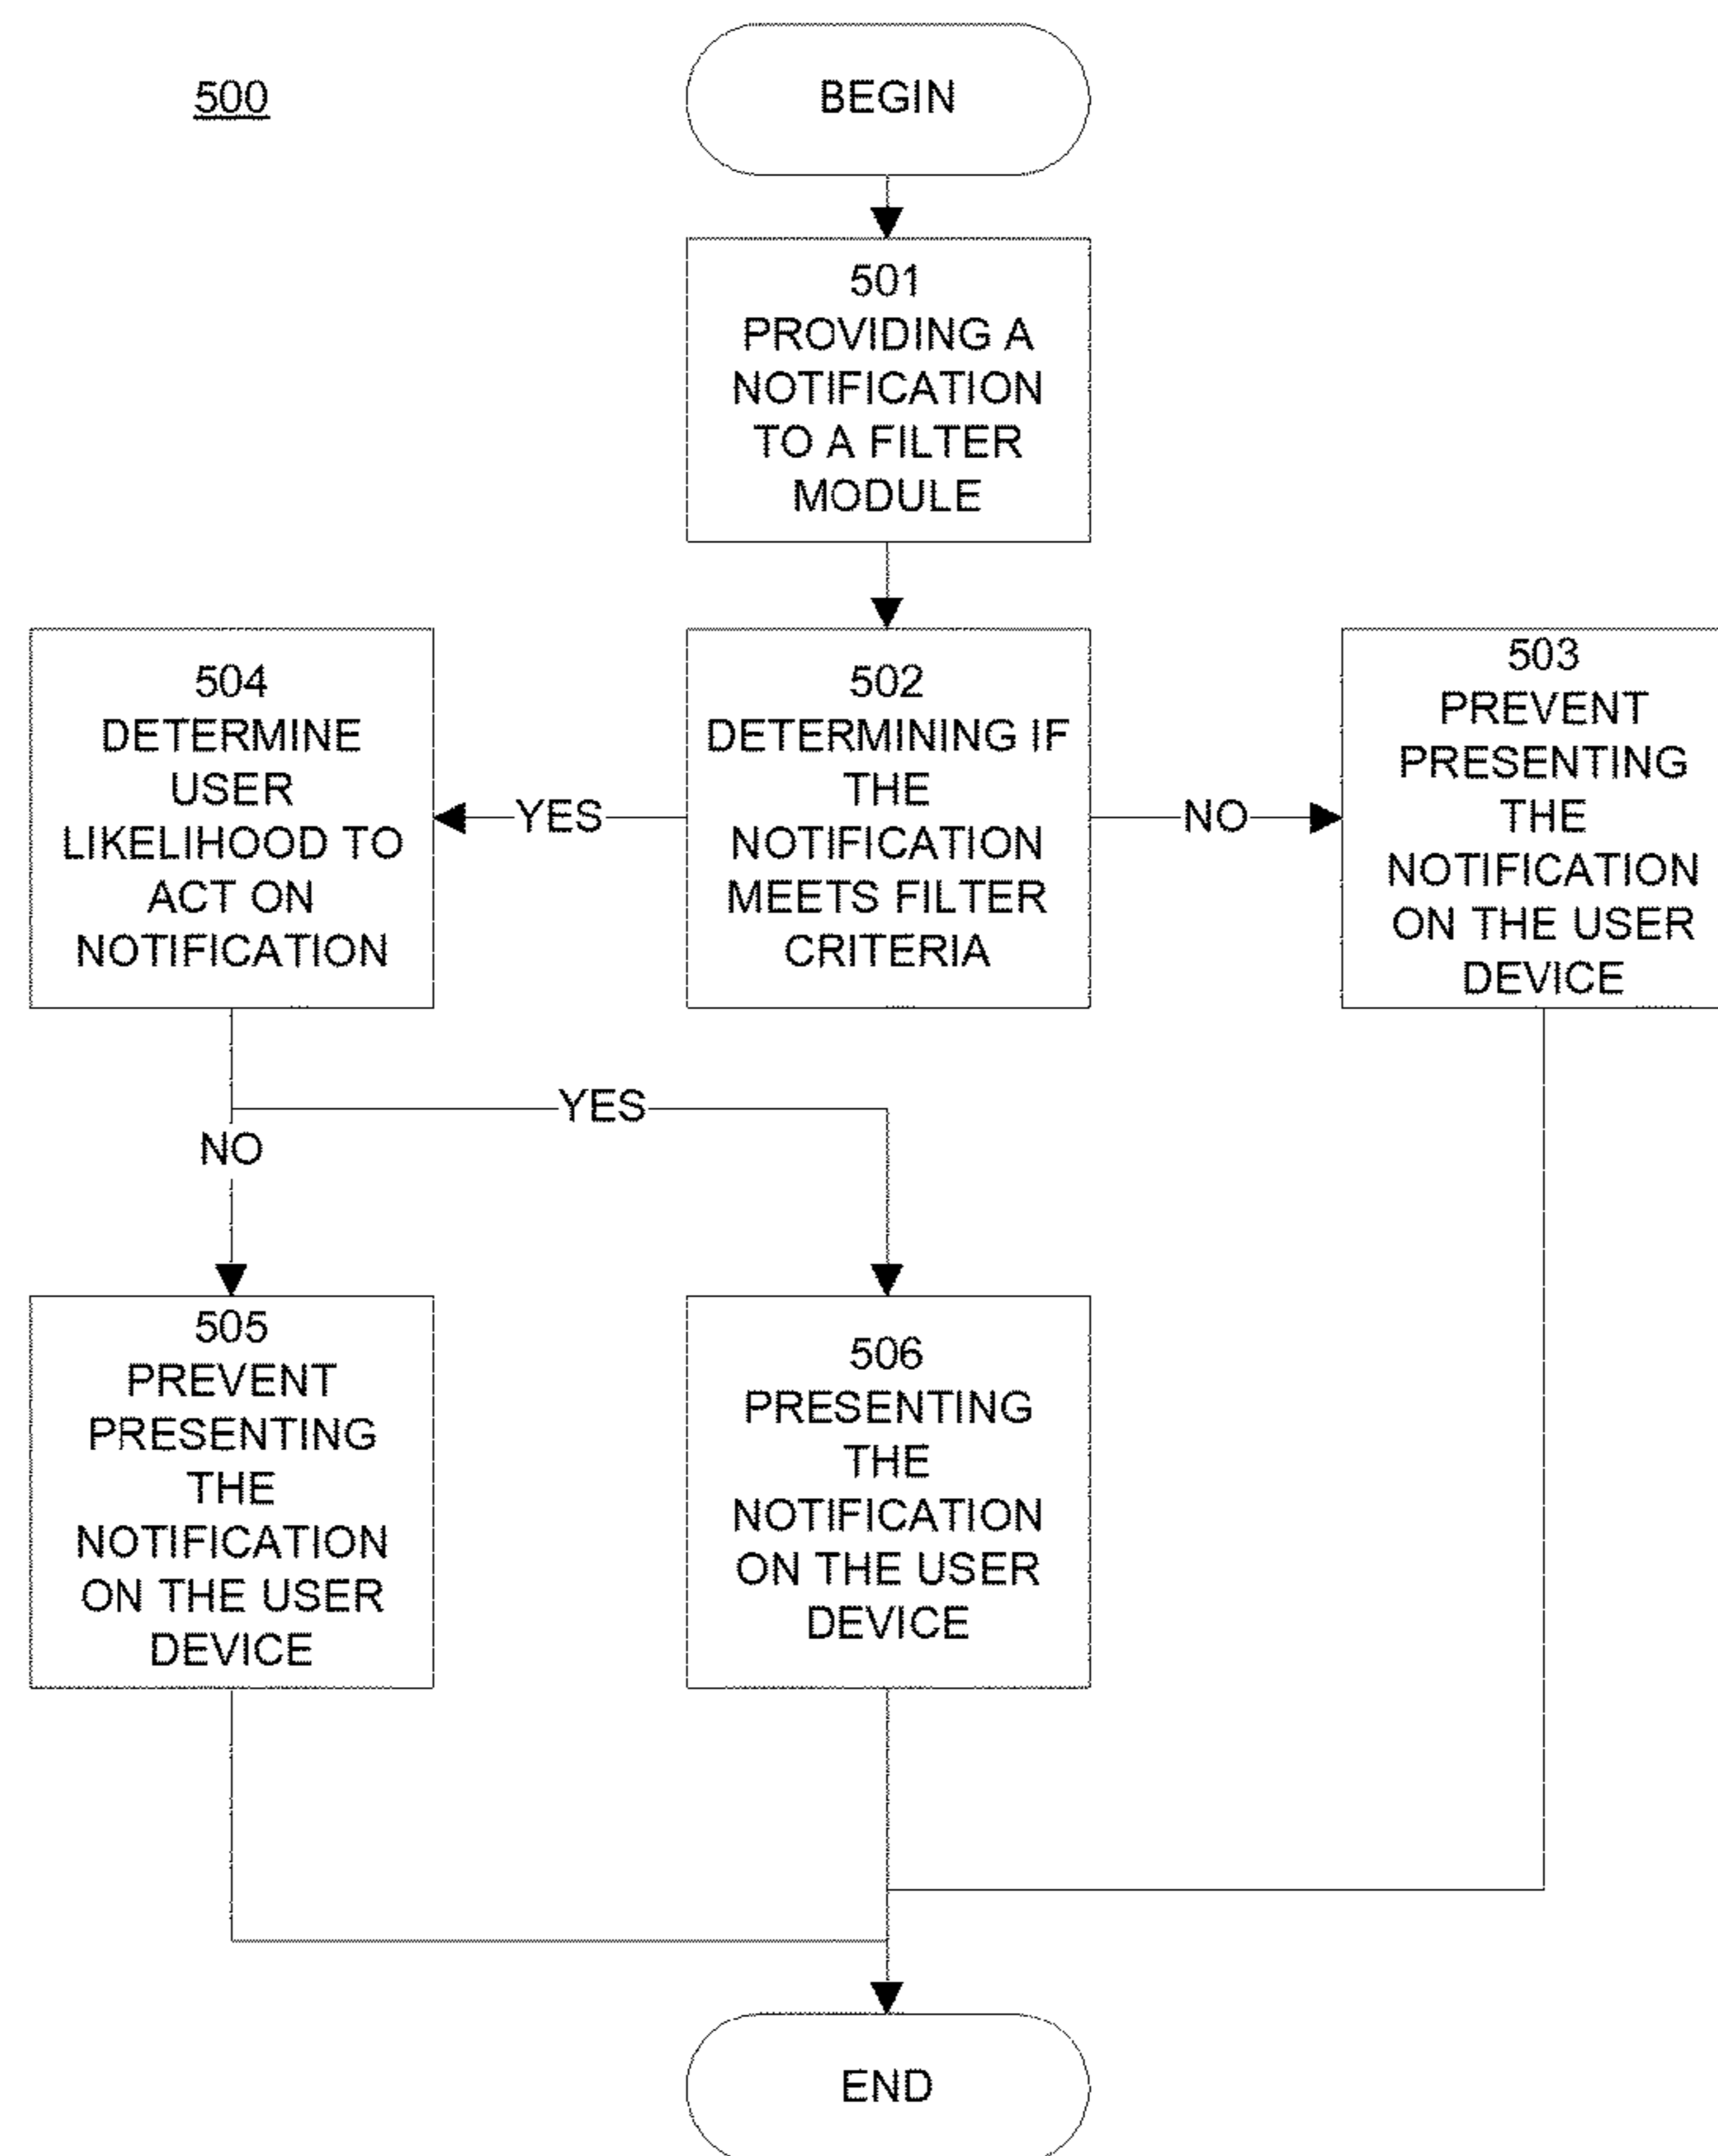 500
BEGIN
501
PROVIDING A
NOTIFICATION
TO A FILTER
MODULE
504
DETERMINE
USER
LIKELIHOOD TO
ACT ON
NOTIFICATION
YES
502
DETERMINING IF
THE
NOTIFICATION
MEETS FILTER
CRITERIA
NO
503
PREVENT
PRESENTING
THE
NOTIFICATION
ON THE USER
DEVICE
YES
NO
505
PREVENT
PRESENTING
THE
NOTIFICATION
ON THE USER
DEVICE
506
PRESENTING
THE
NOTIFICATION
ON THE USER
DEVICE
END